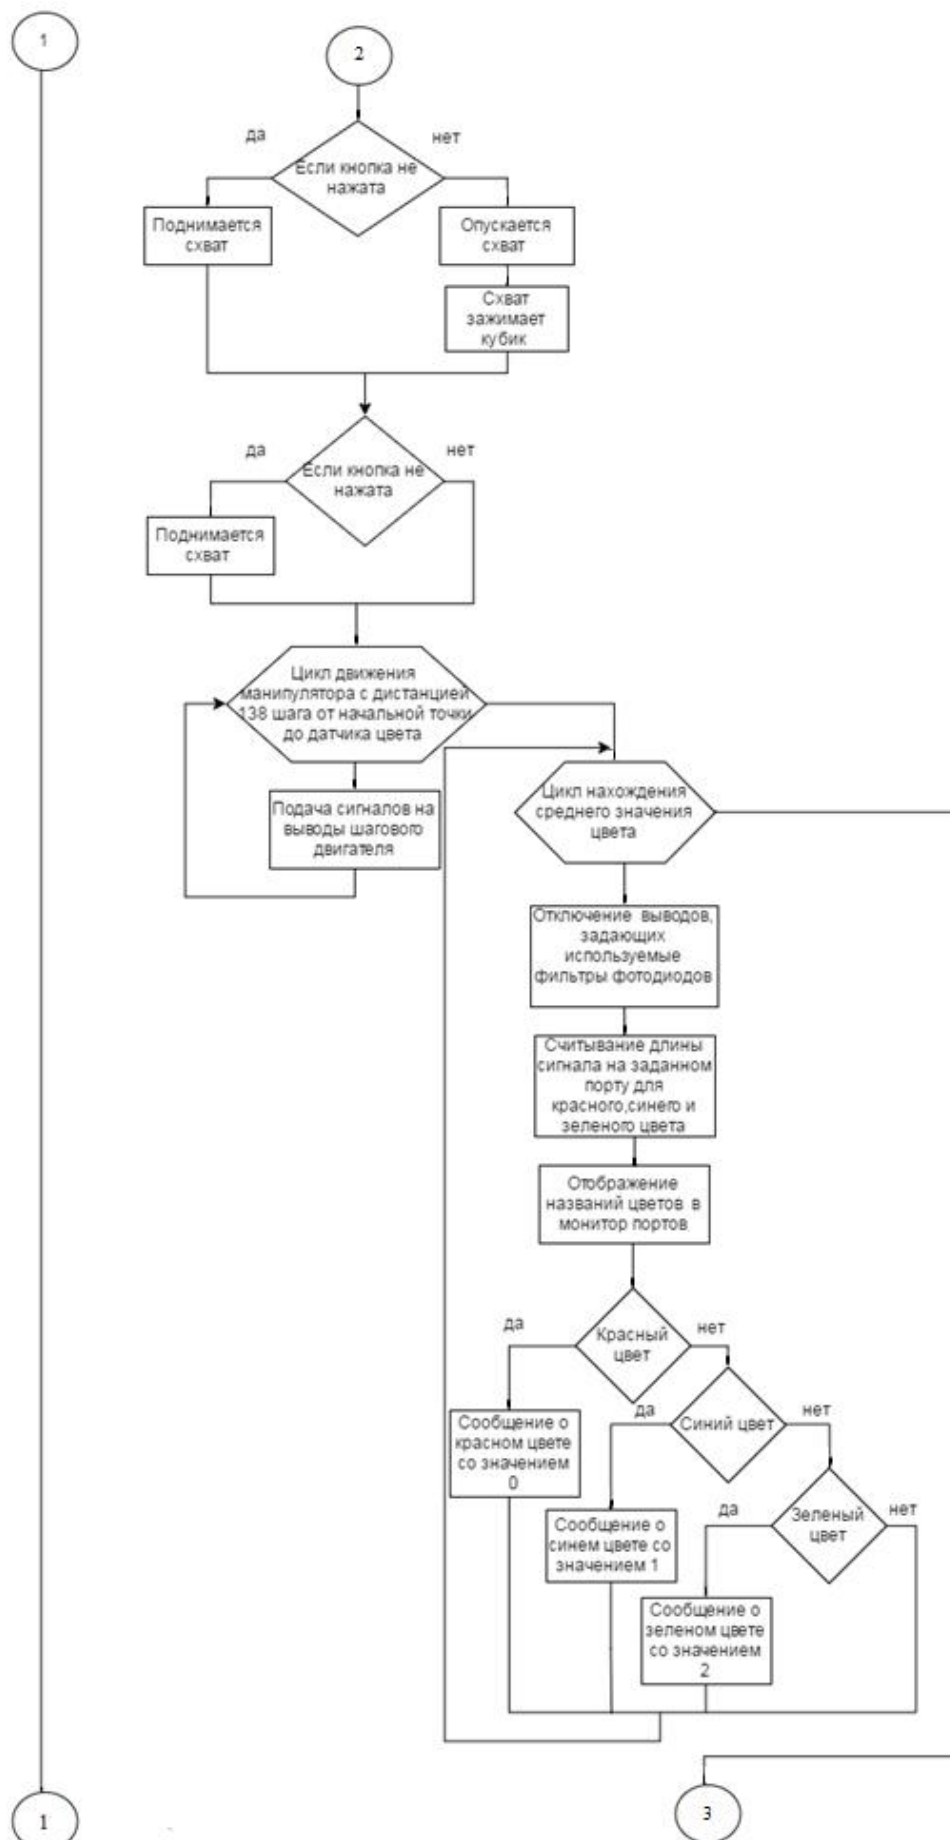 1
2
да
нет
Если кнопка не
нажата
Поднимается
схват
Опускается
схват
Схват
зажимает
кубик
да
нет
Если кнопка не
нажата
Поднимается
схват
Цикл движения
манипулятора с дистанцией
138 шага от начальной точки
до датчика цвета
Подача сигналов на
выводы шагового
двигателя
Цикл нахождения
среднего значения
цвета
Отключение выводов,
задающих
используемые
фильтры фотодиодов
Считывание длины
сигнала на заданном
порту для
красного,синего и
зеленого цвета
Отображение
названий цветов в
монитор портов
да
нет
Красный
цвет
Сообщение о
красном цвете
со значением
0
да
нет
Синий цвет
Сообщение о
синем цвете со
значением 1
да
нет
Зеленый
цвет
Сообщение о
зеленом цвете
со значением
2
1
3